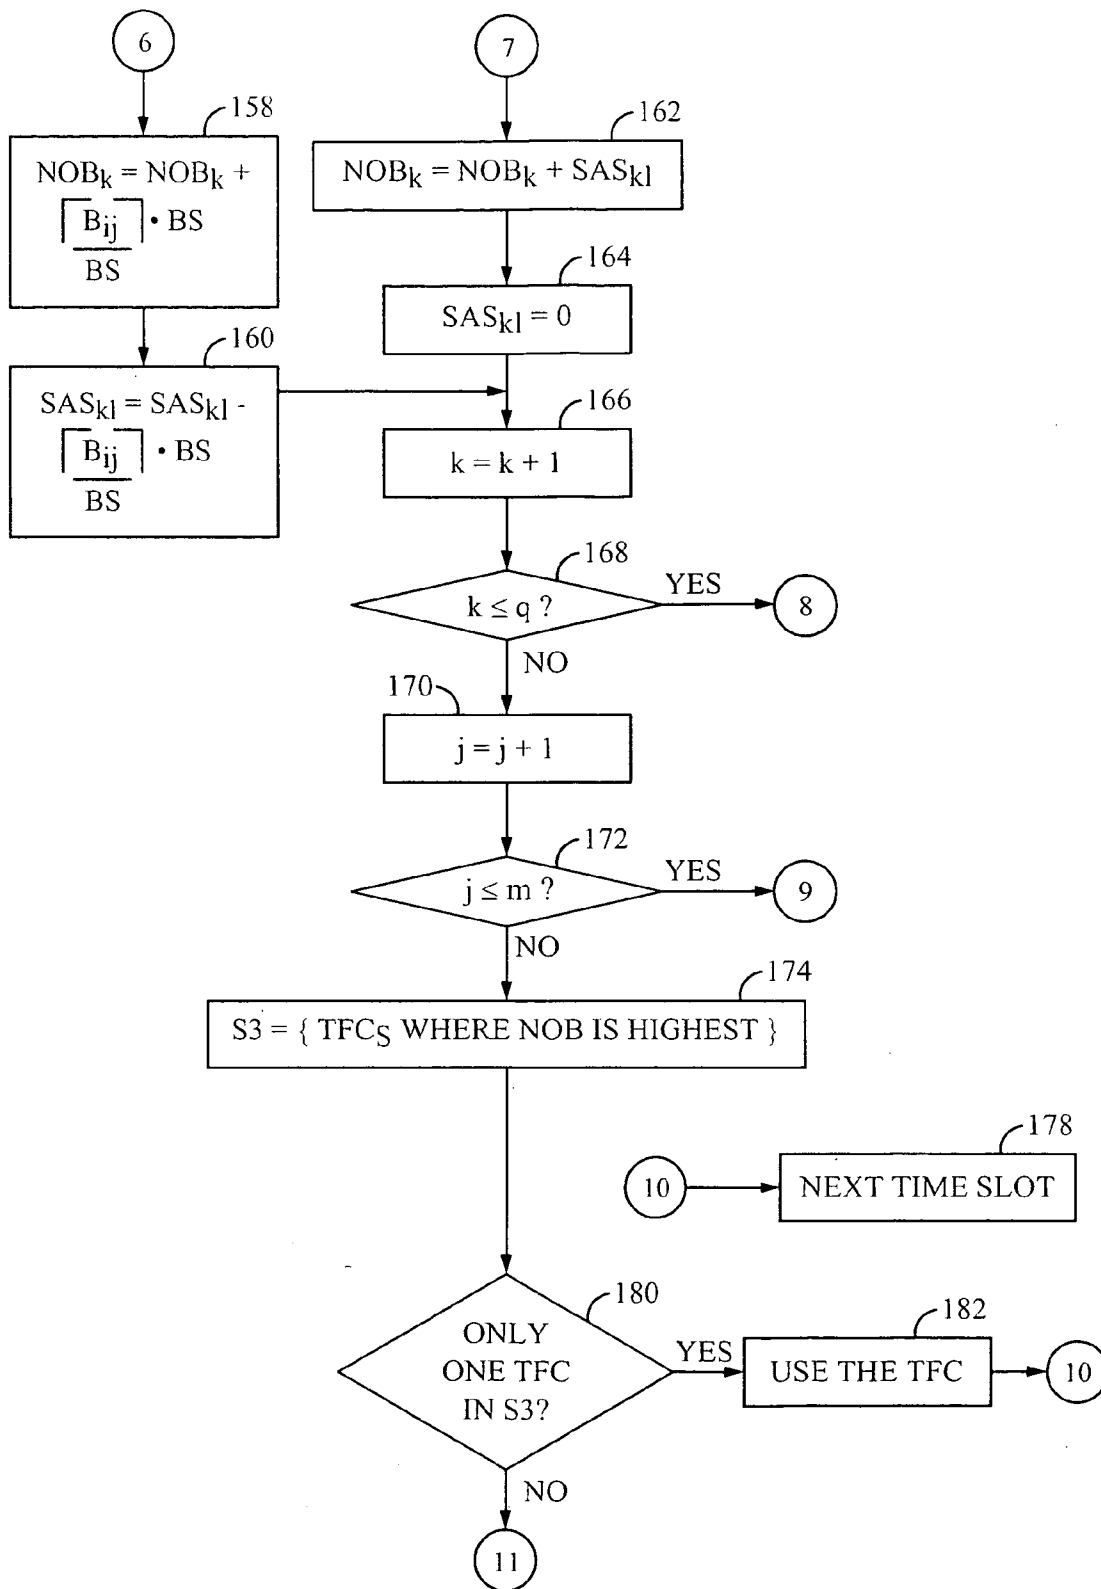 6
7
158
NOBk = NOBk +
⌈Bij⌉ • BS
BS
162
NOBk = NOBk + SASkl
164
SASkl = 0
160
SASkl = SASkl -
⌈Bij⌉ • BS
BS
166
k = k + 1
168
k ≤ q ?
YES
8
NO
170
j = j + 1
172
j ≤ m ?
YES
9
NO
174
S3 = { TFCS WHERE NOB IS HIGHEST }
178
10
NEXT TIME SLOT
180
ONLY
ONE TFC
IN S3?
YES
182
USE THE TFC
10
NO
11